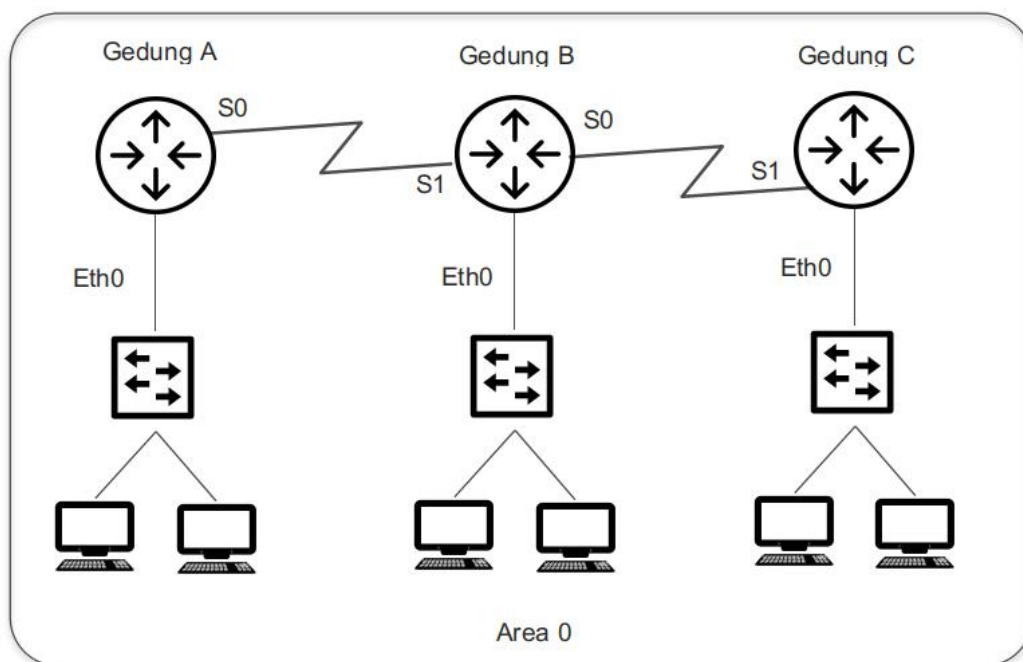 Gedung A
Gedung B
Gedung C
S0
S1
S0
S1
Eth0
Eth0
Eth0
Area 0